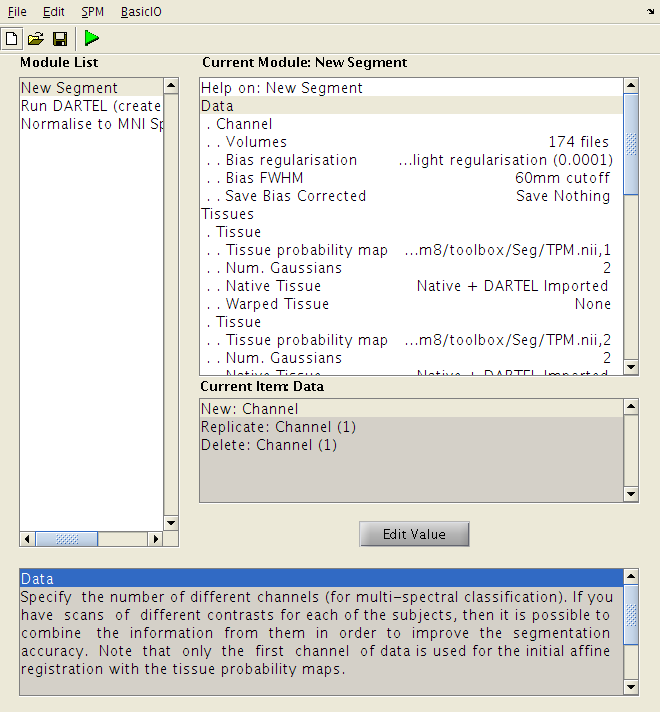 File Edit SPM BasicIO
Module List
New Segment
Run DARTEL (create
Normalise to MNI Sp
Current Module: New Segment
Help on: New Segment
Data
. Channel
. . Volumes 174 files
. . Bias regularisation ...light regularisation (0.0001)
. . Bias FWHM 60mm cutoff
. . Save Bias Corrected Save Nothing
Tissues
. Tissue
. . Tissue probability map ...m8/toolbox/Seg/TPM.nii,1
. . Num. Gaussians 2
. . Native Tissue Native + DARTEL Imported
. . Warped Tissue None
. Tissue
. . Tissue probability map ...m8/toolbox/Seg/TPM.nii,2
. . Num. Gaussians 2
. . Native Tissue Native + DARTEL Imported
Current Item: Data
New: Channel
Replicate: Channel (1)
Delete: Channel (1)
Edit Value
Data
Specify the number of different channels (for multi-spectral classification). If you
have scans of different contrasts for each of the subjects, then it is possible to
combine the information from them in order to improve the segmentation
accuracy. Note that only the first channel of data is used for the initial affine
registration with the tissue probability maps.